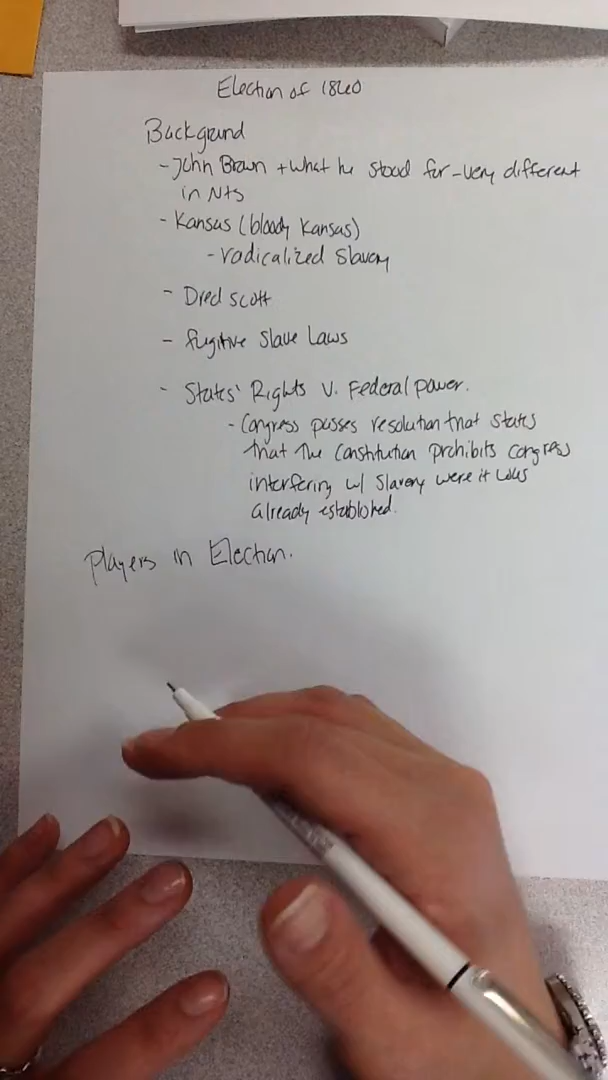 Election of 1860
Background
- John Brown + what he stood for - very different
in N+S
- Kansas (bloody Kansas)
- radicalized Slavery
- Dred scott
- fugitive Slave Laws
- States' Rights V. Federal power.
- Congress passes resolution that states
that the Constitution prohibits congress
interfering w/ Slavery were it was
already established.
Players in Election.